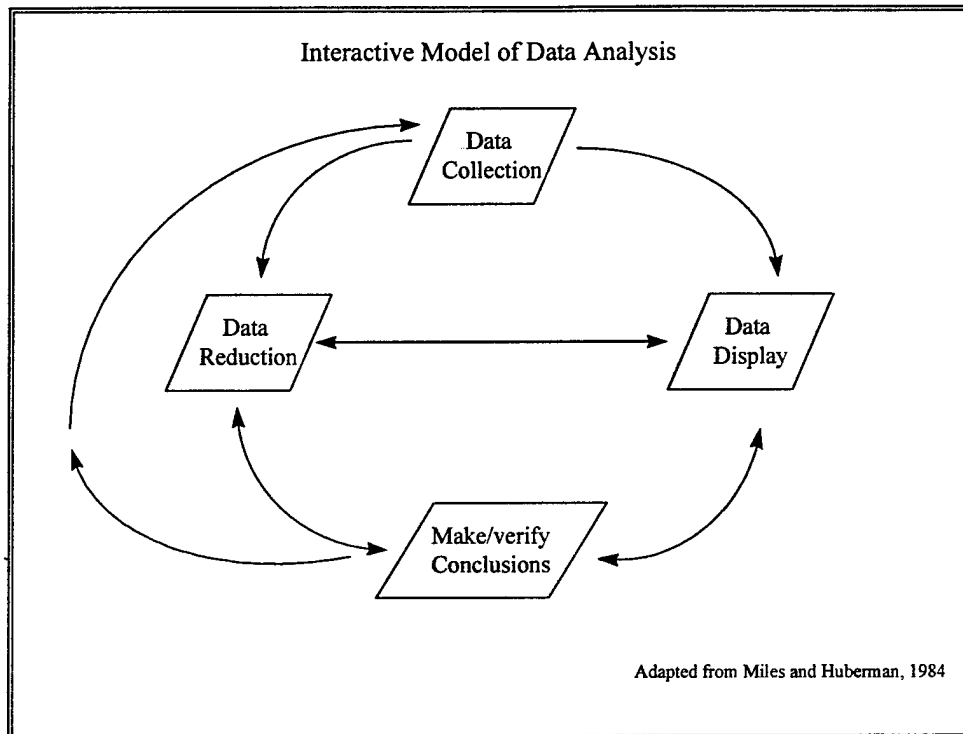 Interactive Model of Data Analysis
Data
Collection
Data
Reduction
Data
Display
Make/verify
Conclusions
Adapted from Miles and Huberman, 1984